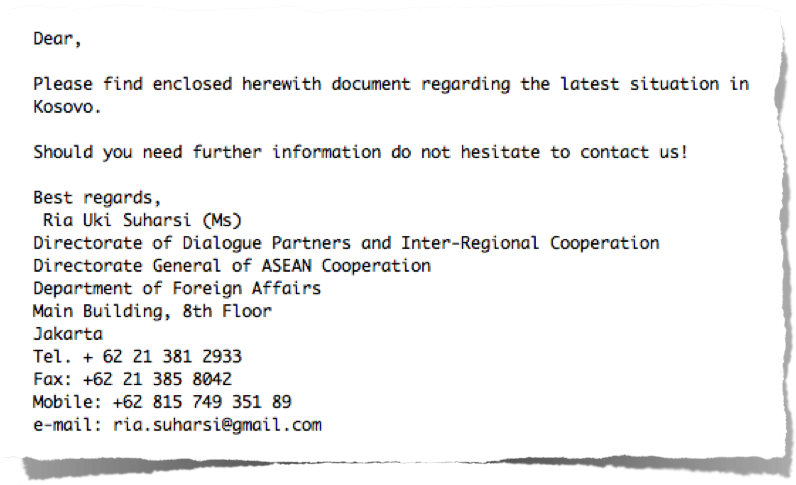 Dear,
Please find enclosed herewith document regarding the latest situation in
Kosovo.
Should you need further information do not hesitate to contact us!
Best regards,
Ria Uki Suharsi (Ms)
Directorate of Dialogue Partners and Inter-Regional Cooperation
Directorate General of ASEAN Cooperation
Department of Foreign Affairs
Main Building, 8th Floor
Jakarta
Tel. + 62 21 381 2933
Fax: +62 21 385 8042
Mobile: +62 815 749 351 89
e-mail: ria.suharsi@gmail.com